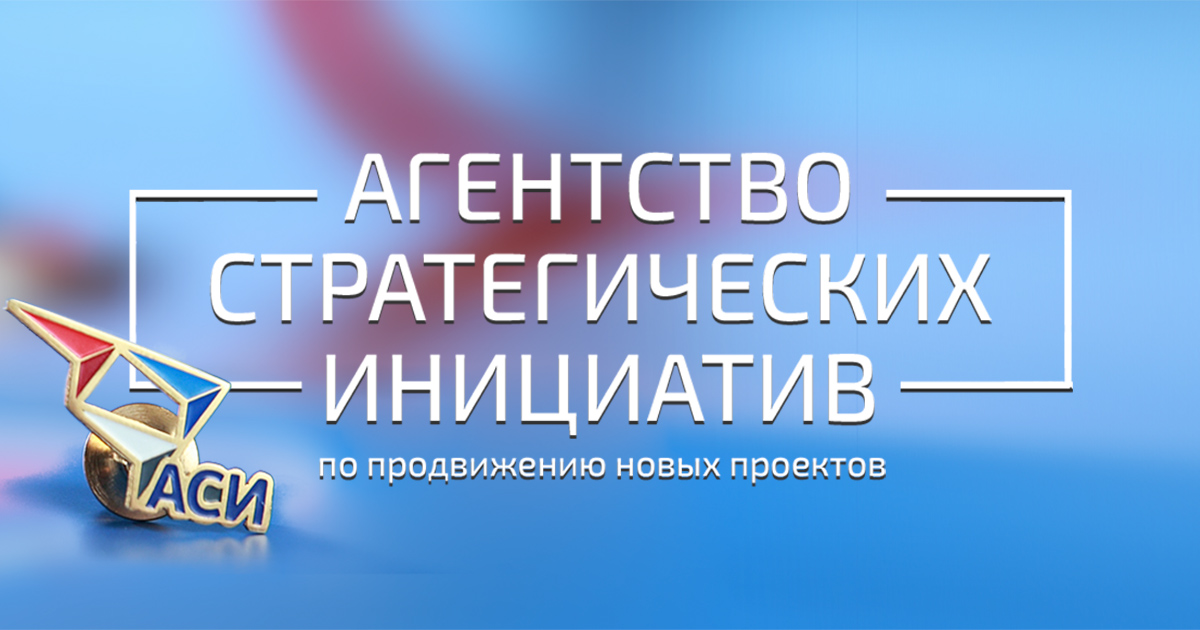 АГЕНТСТВО
СТРАТЕГИЧЕСКИХ
ИНИЦИАТИВ
по продвижению новых проектов
АСИ